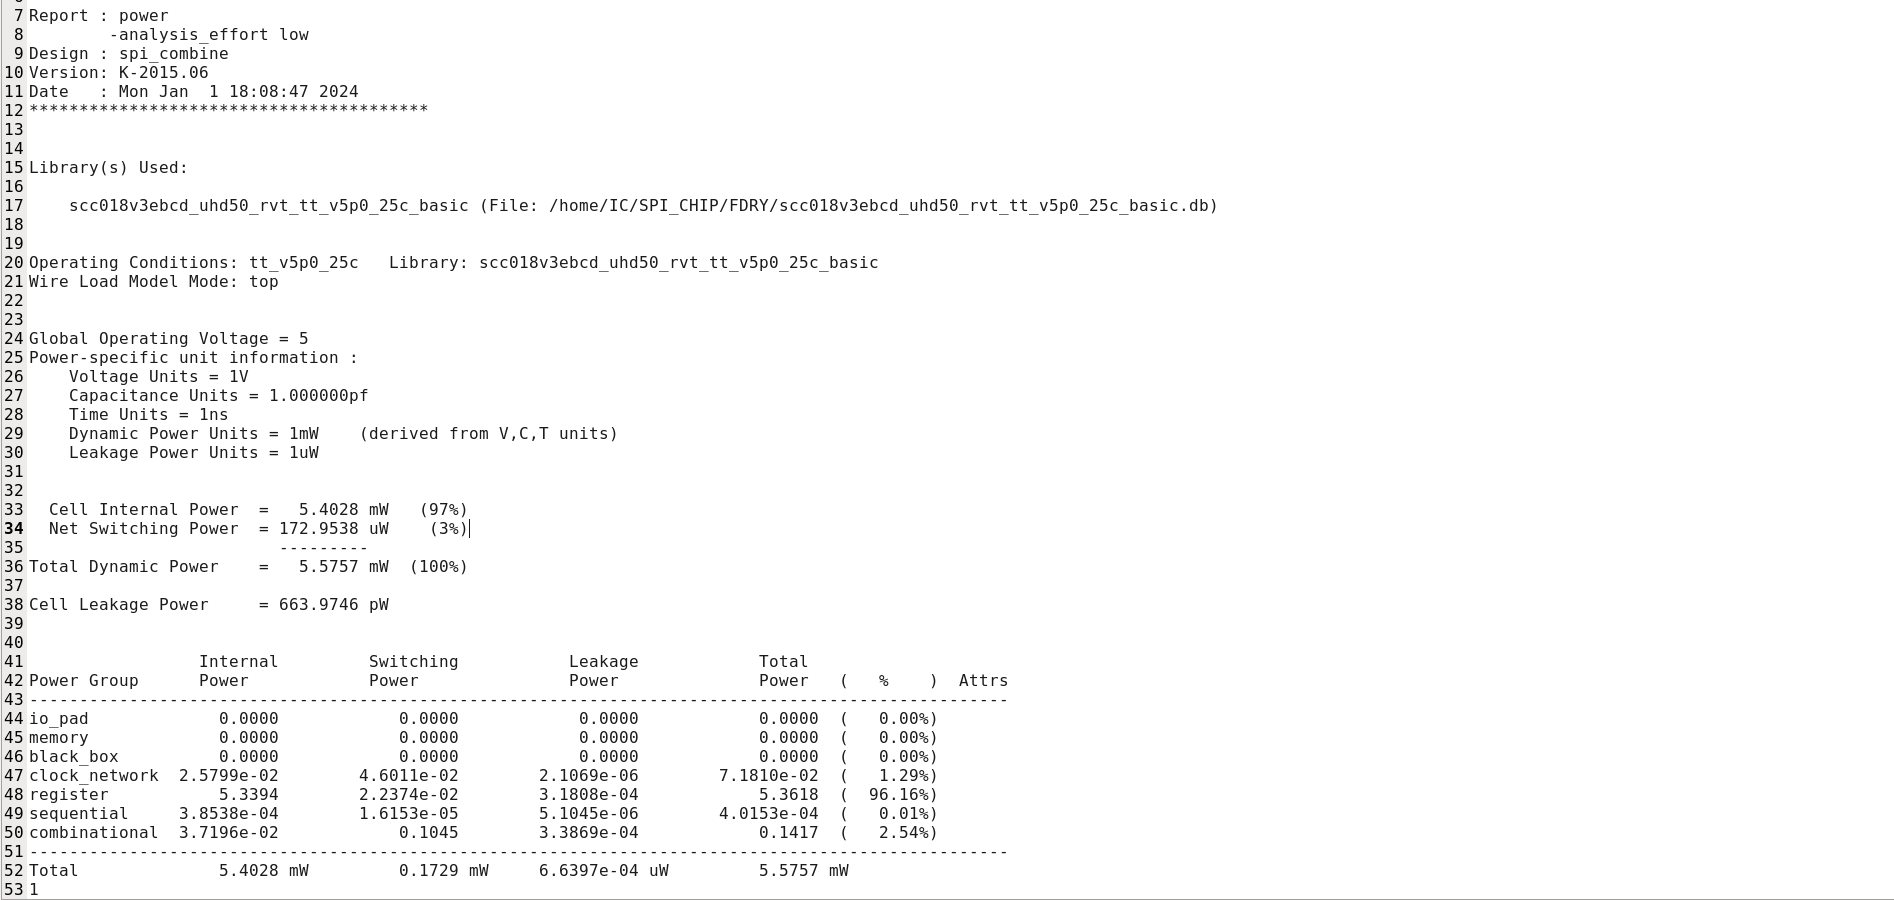 7 Report : power
8         -analysis_effort low
9 Design : spi_combine
10 Version: K-2015.06
11 Date   : Mon Jan  1 18:08:47 2024
12 ****************************************
13
14
15 Library(s) Used:
16
17     scc018v3ebcd_uhd50_rvt_tt_v5p0_25c_basic (File: /home/IC/SPI_CHIP/FDRY/scc018v3ebcd_uhd50_rvt_tt_v5p0_25c_basic.db)
18
19
20 Operating Conditions: tt_v5p0_25c   Library: scc018v3ebcd_uhd50_rvt_tt_v5p0_25c_basic
21 Wire Load Model Mode: top
22
23
24 Global Operating Voltage = 5
25 Power-specific unit information :
26     Voltage Units = 1V
27     Capacitance Units = 1.000000pf
28     Time Units = 1ns
29     Dynamic Power Units = 1mW    (derived from V,C,T units)
30     Leakage Power Units = 1uW
31
32
33   Cell Internal Power  =   5.4028 mW   (97%)
34   Net Switching Power  = 172.9538 uW    (3%)
35                          ---------
36 Total Dynamic Power    =   5.5757 mW  (100%)
37
38 Cell Leakage Power     = 663.9746 pW
39
40
41                  Internal         Switching           Leakage            Total
42 Power Group      Power            Power               Power              Power   (   %    )  Attrs
43 --------------------------------------------------------------------------------------------------
44 io_pad             0.0000            0.0000            0.0000            0.0000  (   0.00%)
45 memory             0.0000            0.0000            0.0000            0.0000  (   0.00%)
46 black_box          0.0000            0.0000            0.0000            0.0000  (   0.00%)
47 clock_network  2.5799e-02        4.6011e-02        2.1069e-06        7.1810e-02  (   1.29%)
48 register           5.3394        2.2374e-02        3.1808e-04            5.3618  (  96.16%)
49 sequential     3.8538e-04        1.6153e-05        5.1045e-06        4.0153e-04  (   0.01%)
50 combinational  3.7196e-02            0.1045        3.3869e-04            0.1417  (   2.54%)
51 --------------------------------------------------------------------------------------------------
52 Total              5.4028 mW         0.1729 mW     6.6397e-04 uW         5.5757 mW
53 1